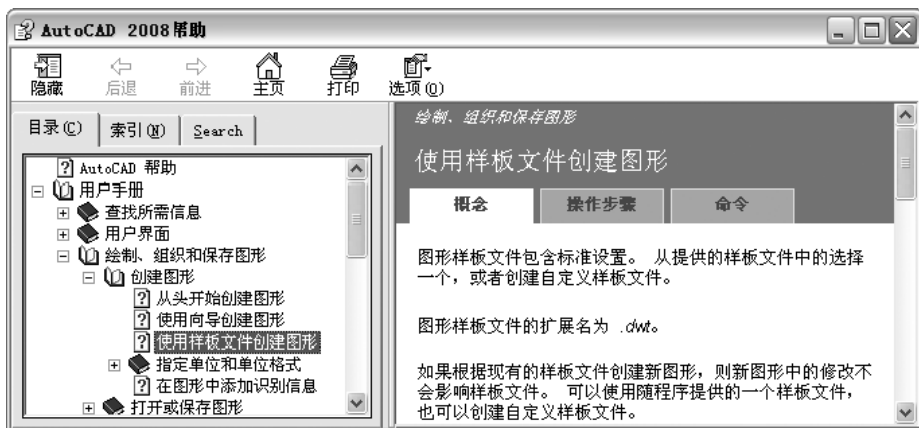 AutoCAD 2008帮助
隐藏 后退 前进 主页 打印 选项(O)
目录(C) 索引(N) Search
AutoCAD 帮助
用户手册
查找所需信息
用户界面
绘制、组织和保存图形
创建图形
从头开始创建图形
使用向导创建图形
使用样板文件创建图形
指定单位和单位格式
在图形中添加识别信息
打开或保存图形
绘制、组织和保存图形
使用样板文件创建图形
概念 操作步骤 命令
图形样板文件包含标准设置。 从提供的样板文件中的选择
一个，或者创建自定义样板文件。
图形样板文件的扩展名为 .dwt。
如果根据现有的样板文件创建新图形，则新图形中的修改不
会影响样板文件。 可以使用随程序提供的一个样板文件，
也可以创建自定义样板文件。